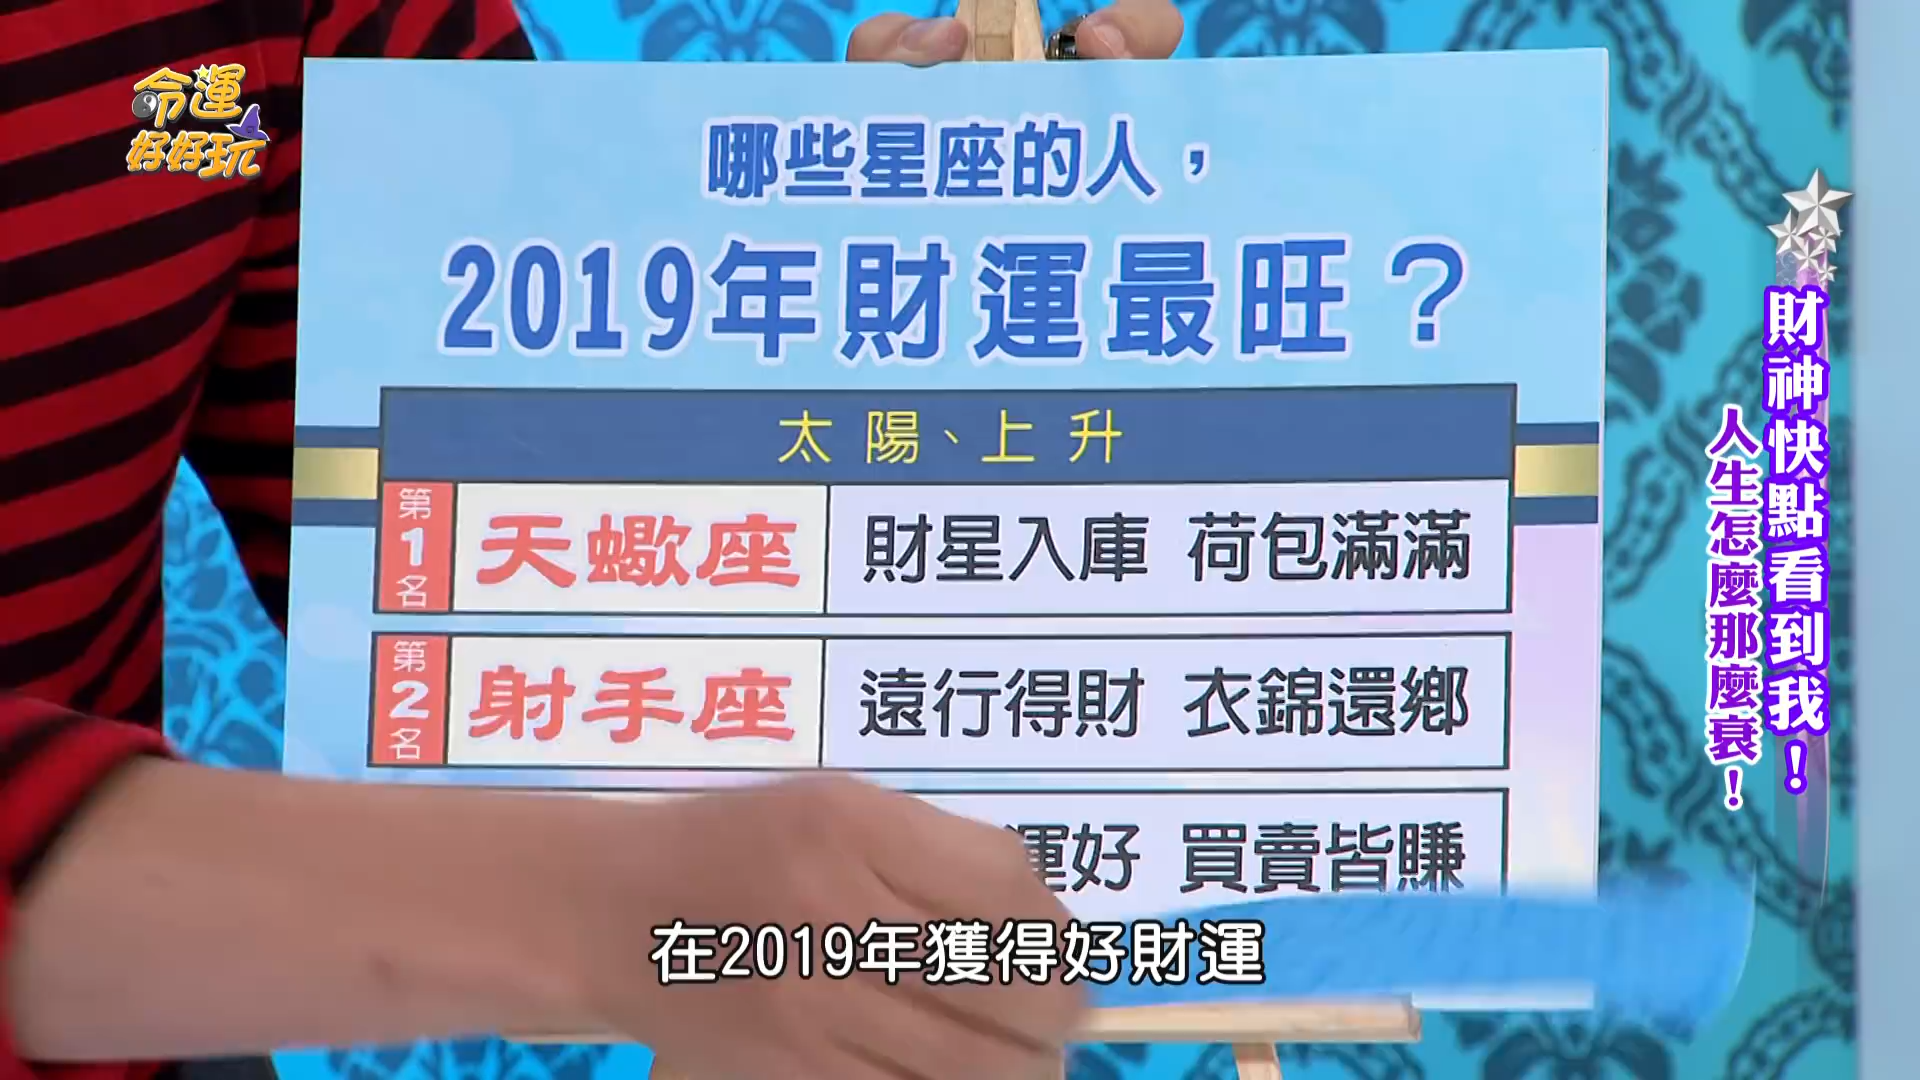 命運
好好玩
哪些星座的人，
2019年財運最旺？
太陽、上升
第1名 天蠍座 財星入庫 荷包滿滿
第2名 射手座 遠行得財 衣錦還鄉
運好 買賣皆賺
財神快點看到我！
人生怎麼那麼衰！
在2019年獲得好財運